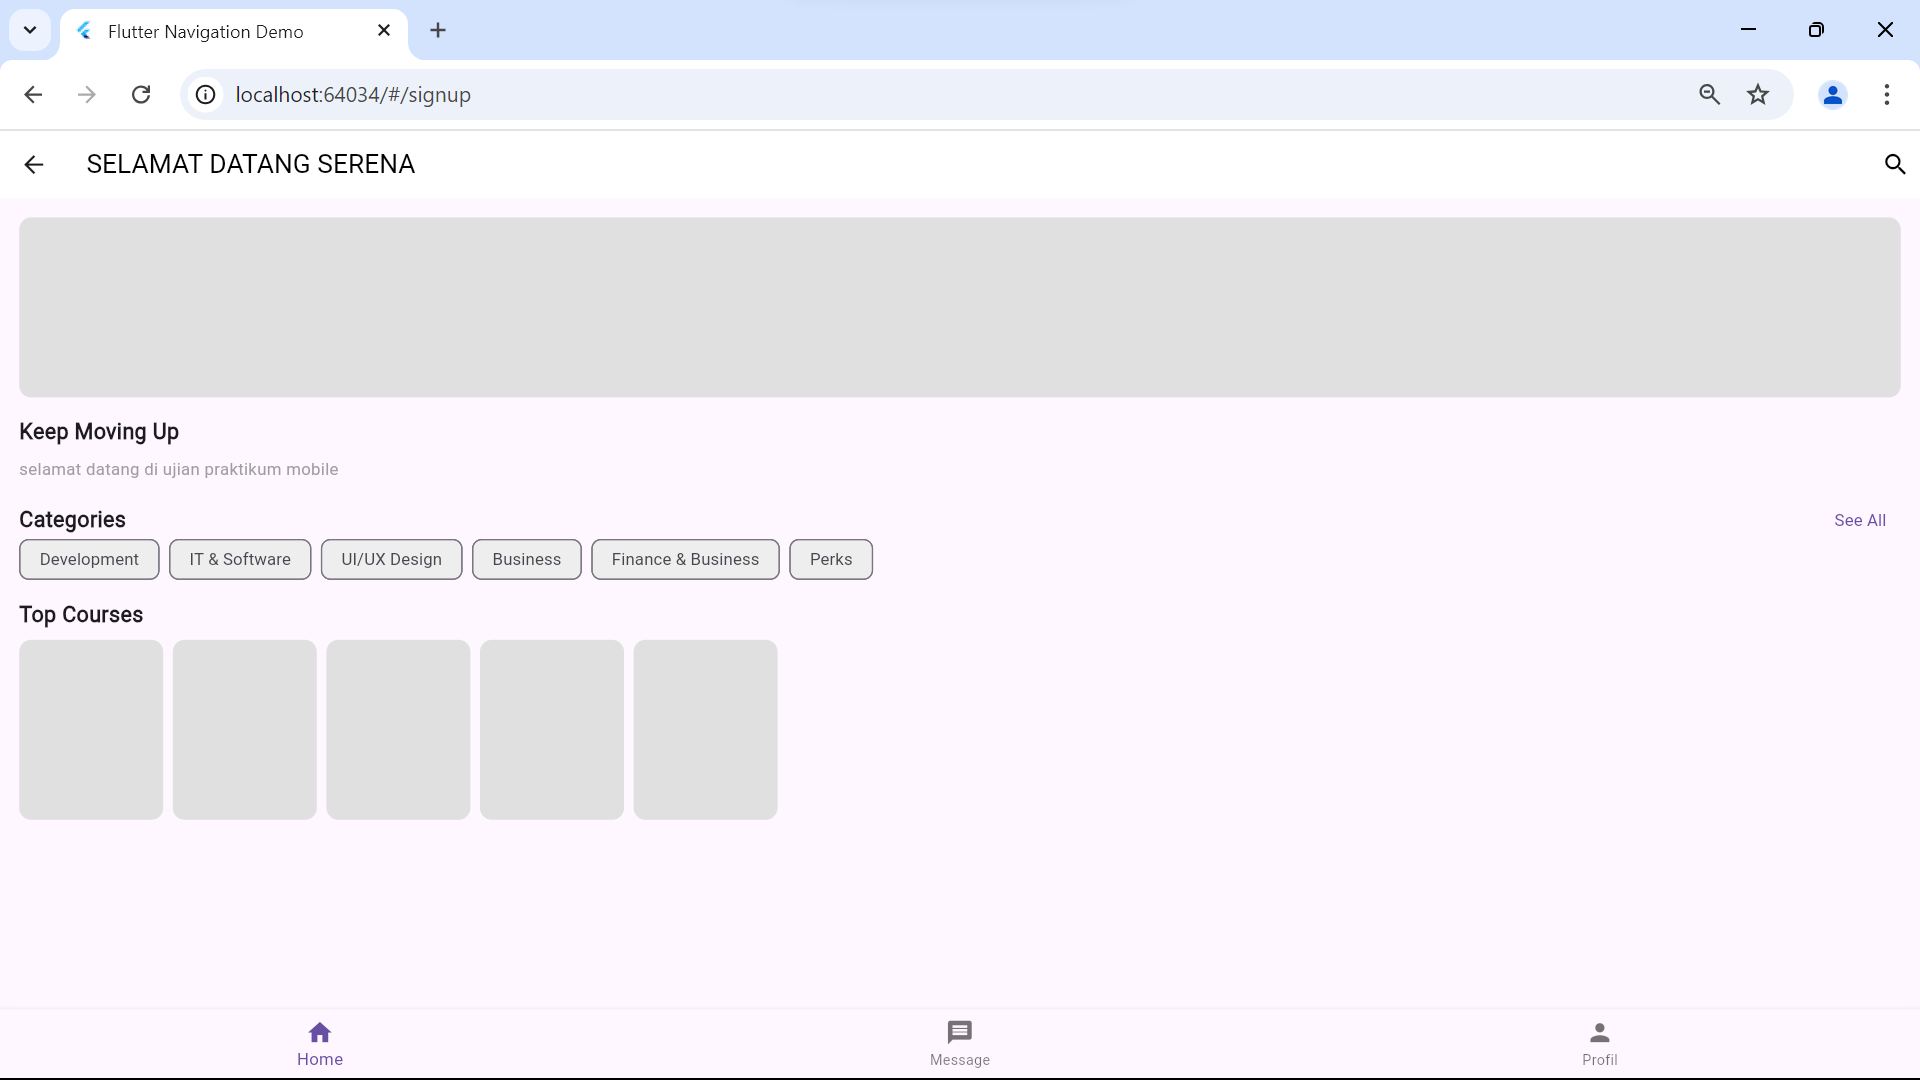 Flutter Navigation Demo
localhost:64034/#/signup
SELAMAT DATANG SERENA
Keep Moving Up
selamat datang di ujian praktikum mobile
Categories
See All
Development IT & Software UI/UX Design Business Finance & Business Perks
Top Courses
Home Message Profil